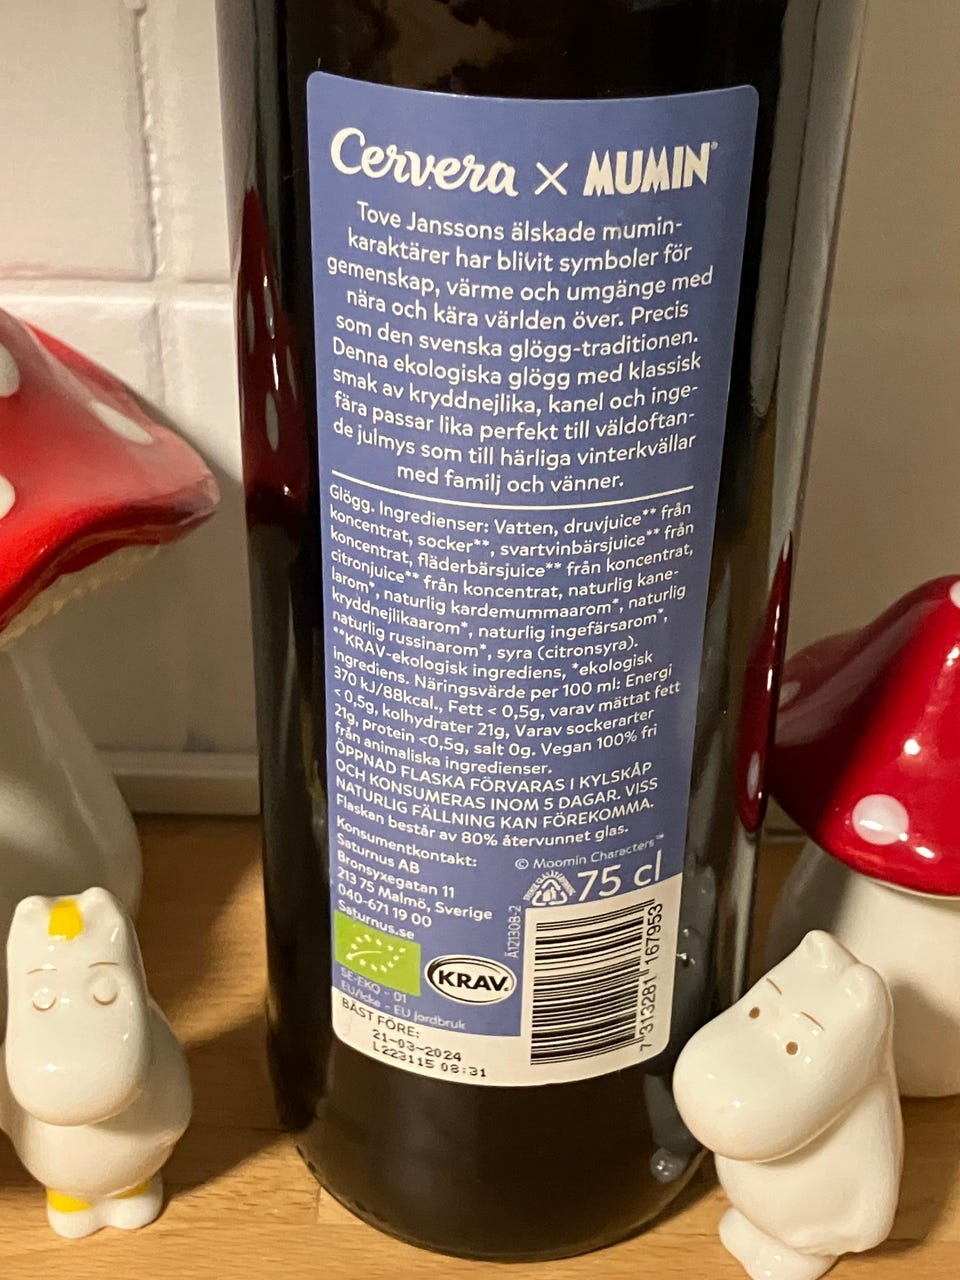 Cervera × MUMIN®
Tove Janssons älskade mumin-
karaktärer har blivit symboler för
gemenskap, värme och umgänge med
nära och kära världen över. Precis
som den svenska glögg-traditionen.
Denna ekologiska glögg med klassisk
smak av kryddnejlika, kanel och inge-
fära passar lika perfekt till väldoftan-
de julmys som till härliga vinterkvällar
med familj och vänner.
Glögg. Ingredienser: Vatten, druvjuice** från
koncentrat, socker**, svartvinbärsjuice** från
koncentrat, fläderbärsjuice** från koncentrat,
citronjuice** från koncentrat, naturlig kane-
larom*, naturlig kardemummaarom*, naturlig
kryddnejlikaarom*, naturlig ingefärsarom*,
naturlig russinarom*, syra (citronsyra).
**KRAV-ekologisk ingrediens, *ekologisk
ingrediens. Näringsvärde per 100 ml: Energi
370 kJ/88kcal., Fett < 0,5g, varav mättat fett
< 0,5g, kolhydrater 21g, Varav sockerarter
21g, protein <0,5g, salt 0g. Vegan 100% fri
från animaliska ingredienser.
ÖPPNAD FLASKA FÖRVARAS I KYLSKÅP
OCH KONSUMERAS INOM 5 DAGAR. VISS
NATURLIG FÄLLNING KAN FÖREKOMMA.
Flaskan består av 80% återvunnet glas.
Konsumentkontakt:
Saturnus AB
Bronsyxegatan 11
213 75 Malmö, Sverige
040-671 19 00
Saturnus.se
© Moomin Characters™
75 cl
Ä12130B-2
SE-EKO - 01
EU/Icke - EU jordbruk
KRAV
7 313281 167953
BÄST FÖRE:
21-03-2024
L223115 08:31